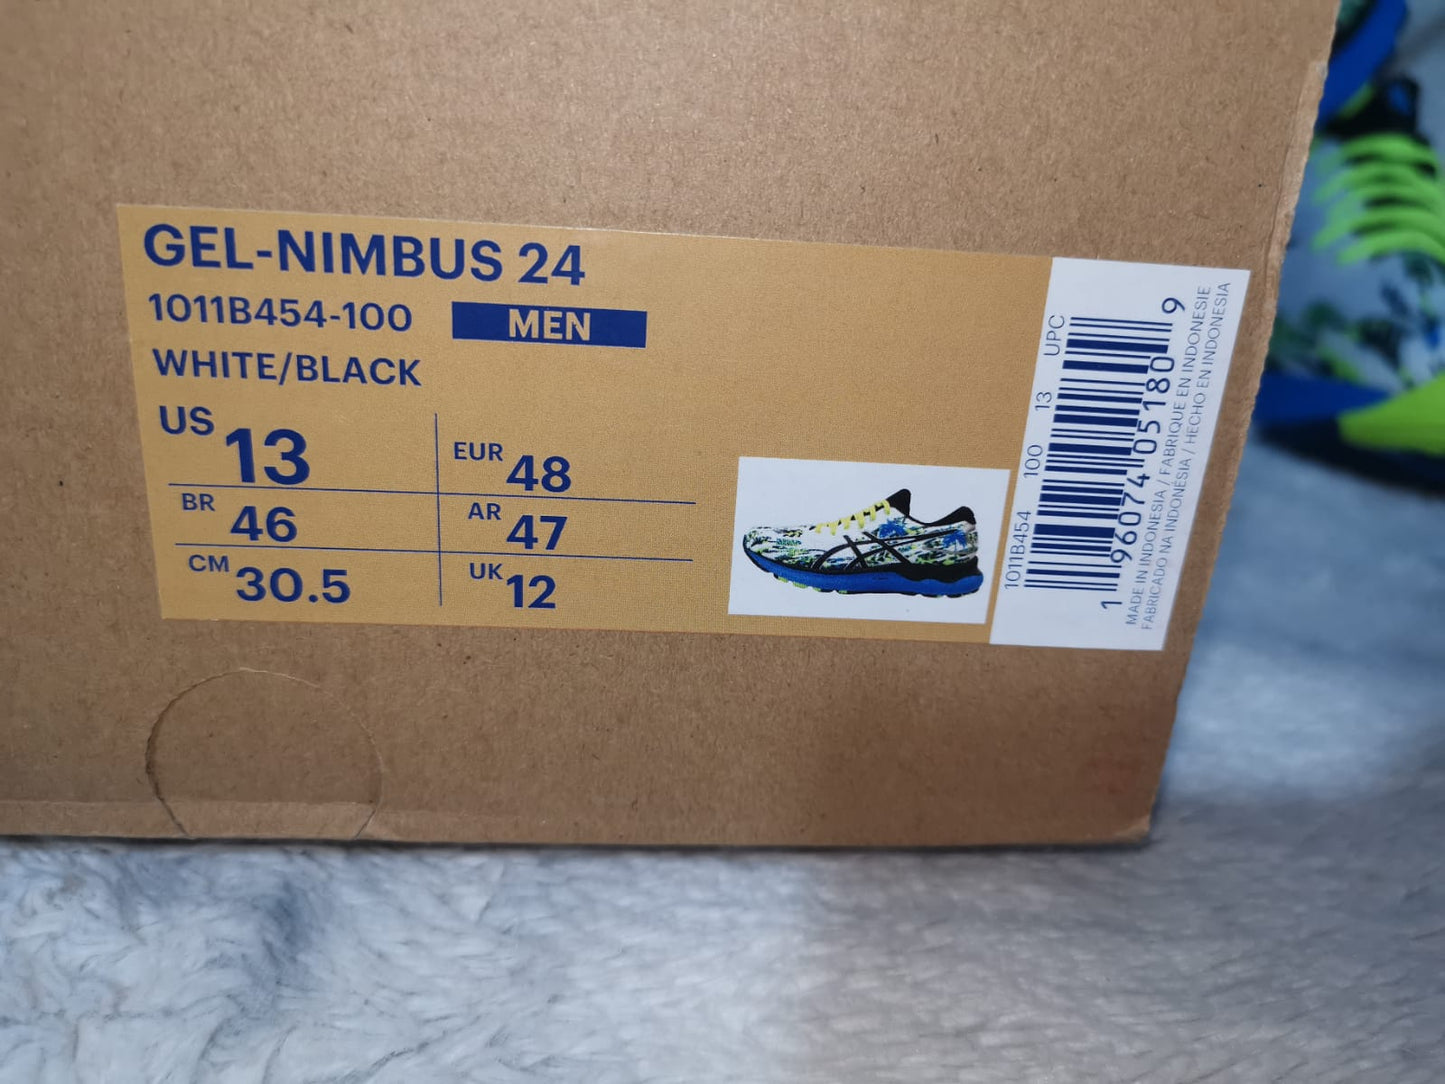 GEL-NIMBUS 24
1011B454-100 MEN
WHITE/BLACK
US 13
EUR 48
BR 46
AR 47
CM 30.5
UK 12
1011B454 100 13 UPC
1 96074 05180 9
MADE IN INDONESIA / FABRIQUE EN INDONESIE
FABRICADO NA INDONÉSIA / HECHO EN INDONESIA